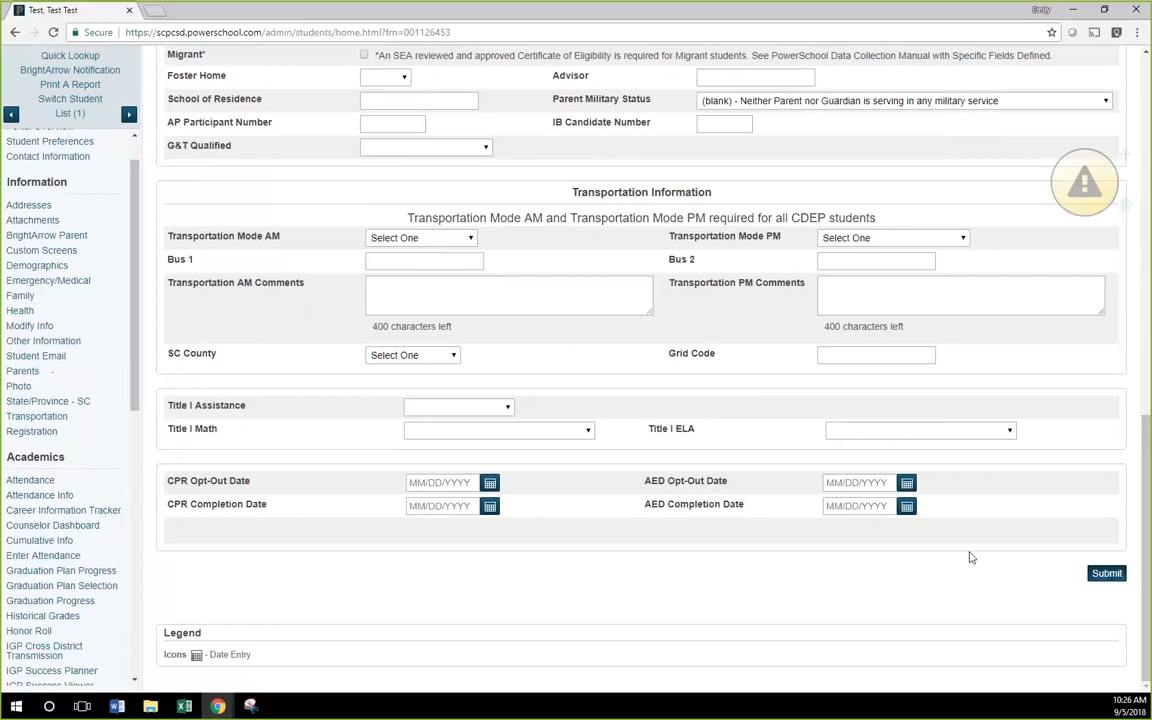 Test, Test Test
Emily
Secure
https://scpcsd.powerschool.com/admin/students/home.html?frn=001126453
Quick Lookup
BrightArrow Notification
Print A Report
Switch Student
List (1)
Student Preferences
Contact Information
Information
Addresses
Attachments
BrightArrow Parent
Custom Screens
Demographics
Emergency/Medical
Family
Health
Modify Info
Other Information
Student Email
Parents -
Photo
State/Province - SC
Transportation
Registration
Academics
Attendance
Attendance Info
Career Information Tracker
Counselor Dashboard
Cumulative Info
Enter Attendance
Graduation Plan Progress
Graduation Plan Selection
Graduation Progress
Historical Grades
Honor Roll
IGP Cross District
Transmission
IGP Success Planner
IGP Success Viewer
Migrant* *An SEA reviewed and approved Certificate of Eligibility is required for Migrant students. See PowerSchool Data Collection Manual with Specific Fields Defined.
Foster Home Advisor
School of Residence Parent Military Status (blank) - Neither Parent nor Guardian is serving in any military service
AP Participant Number IB Candidate Number
G&T Qualified
Transportation Information
Transportation Mode AM and Transportation Mode PM required for all CDEP students
Transportation Mode AM Select One Transportation Mode PM Select One
Bus 1 Bus 2
Transportation AM Comments Transportation PM Comments
400 characters left 400 characters left
SC County Select One Grid Code
Title I Assistance
Title I Math Title I ELA
CPR Opt-Out Date MM/DD/YYYY AED Opt-Out Date MM/DD/YYYY
CPR Completion Date MM/DD/YYYY AED Completion Date MM/DD/YYYY
Submit
Legend
Icons - Date Entry
10:26 AM
9/5/2018